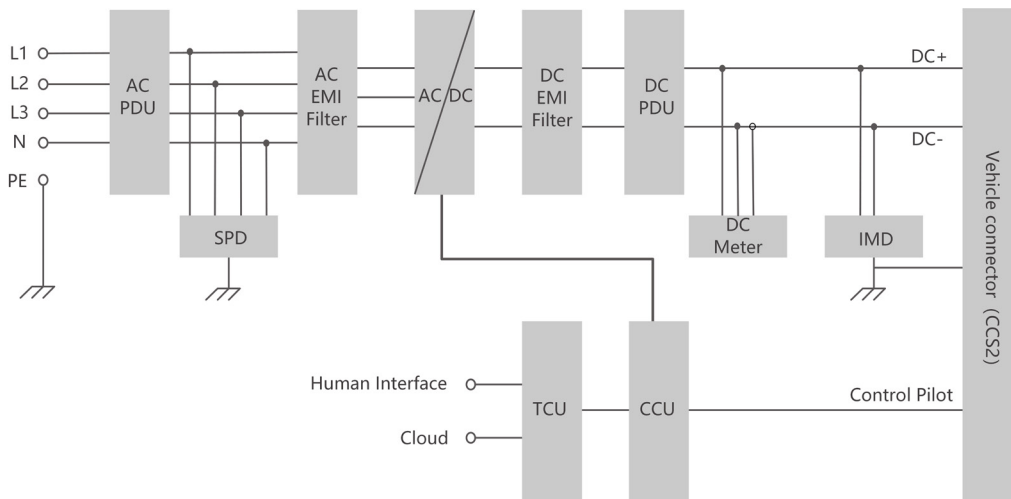 L1
L2
L3
N
PE
AC
PDU
SPD
AC
EMI
Filter
AC DC
DC
EMI
Filter
DC
PDU
DC
Meter
IMD
DC+
DC-
Vehicle connector (CCS2)
Human Interface
Cloud
TCU
CCU
Control Pilot